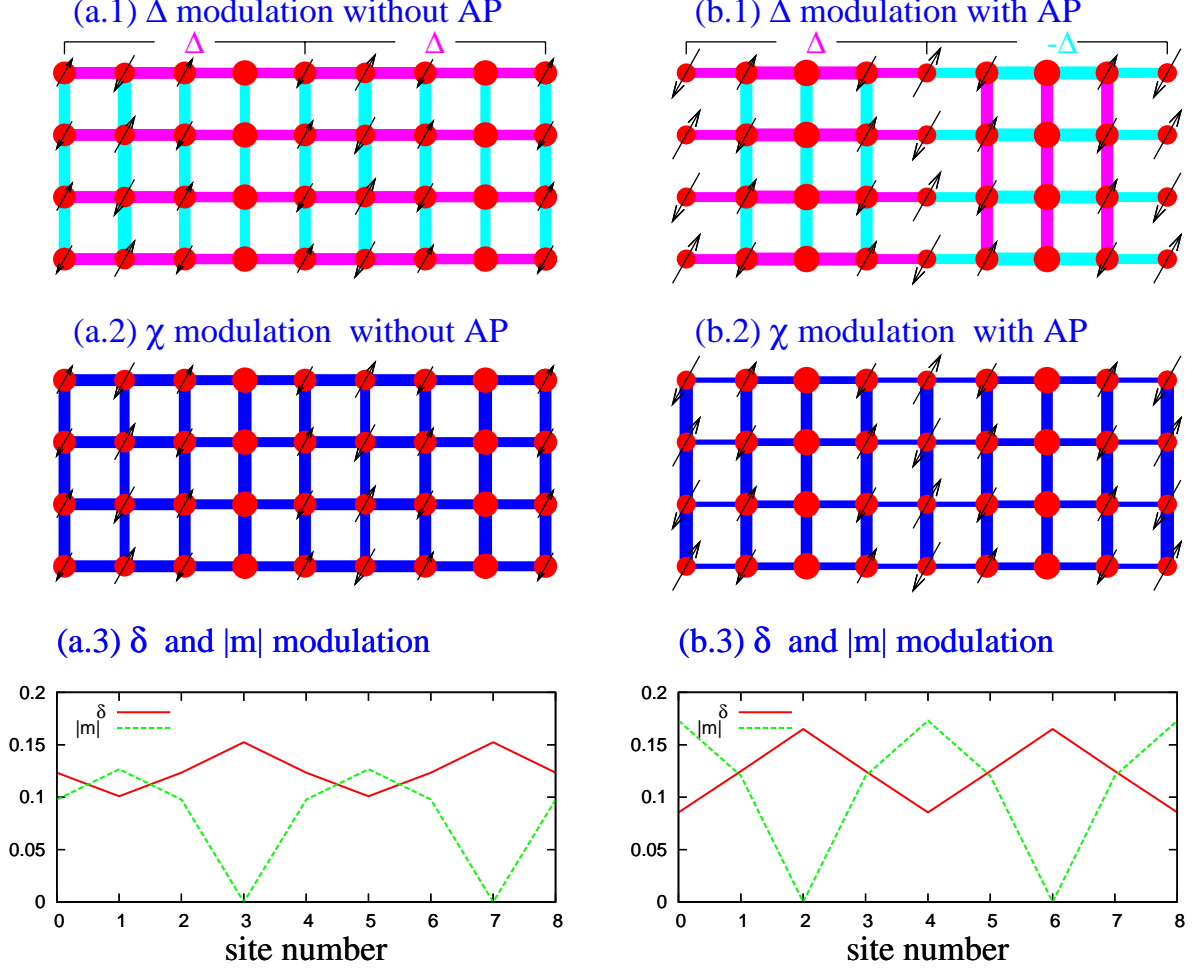 (a.1) Δ modulation without AP
(b.1) Δ modulation with AP
Δ Δ
Δ -Δ
(a.2) χ modulation without AP
(b.2) χ modulation with AP
(a.3) δ and |m| modulation
(b.3) δ and |m| modulation
0.2
δ
|m|
0.15
0.1
0.05
0
0 1 2 3 4 5 6 7 8
site number
0.2
δ
|m|
0.15
0.1
0.05
0
0 1 2 3 4 5 6 7 8
site number